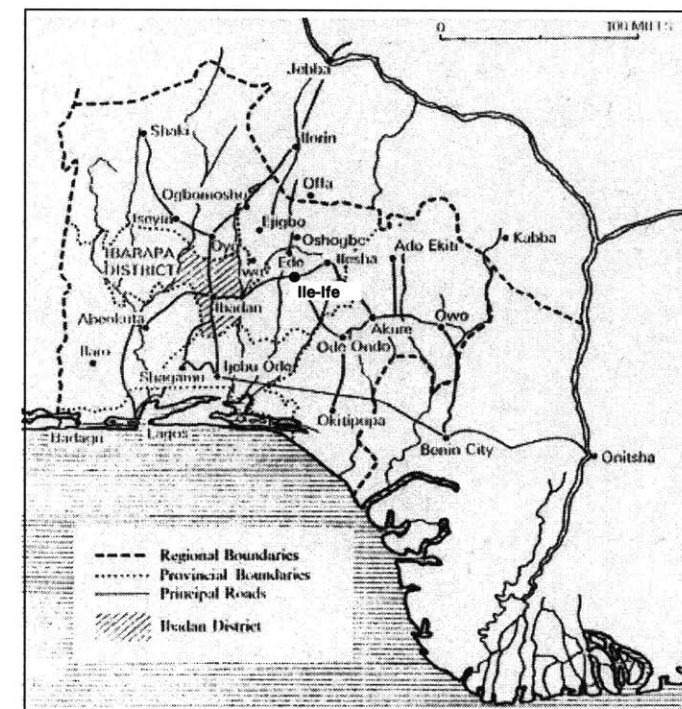 0 100 MILES
Jebba
Shaki
Ilorin
Ogbomosho
Offa
Iseyin
Ejigbo
Oyo
Oshogbo
Ado Ekiti
Kabba
IBARAPA
DISTRICT
Iwo
Ede
Ilesha
Ile-Ife
Ibadan
Abeokuta
Akure
Owo
Ode Ondo
Ilaro
Shagamu
Ijebu Ode
Okitipupa
Benin City
Onitsha
Badagri
Lagos
Regional Boundaries
Provincial Boundaries
Principal Roads
Ibadan District